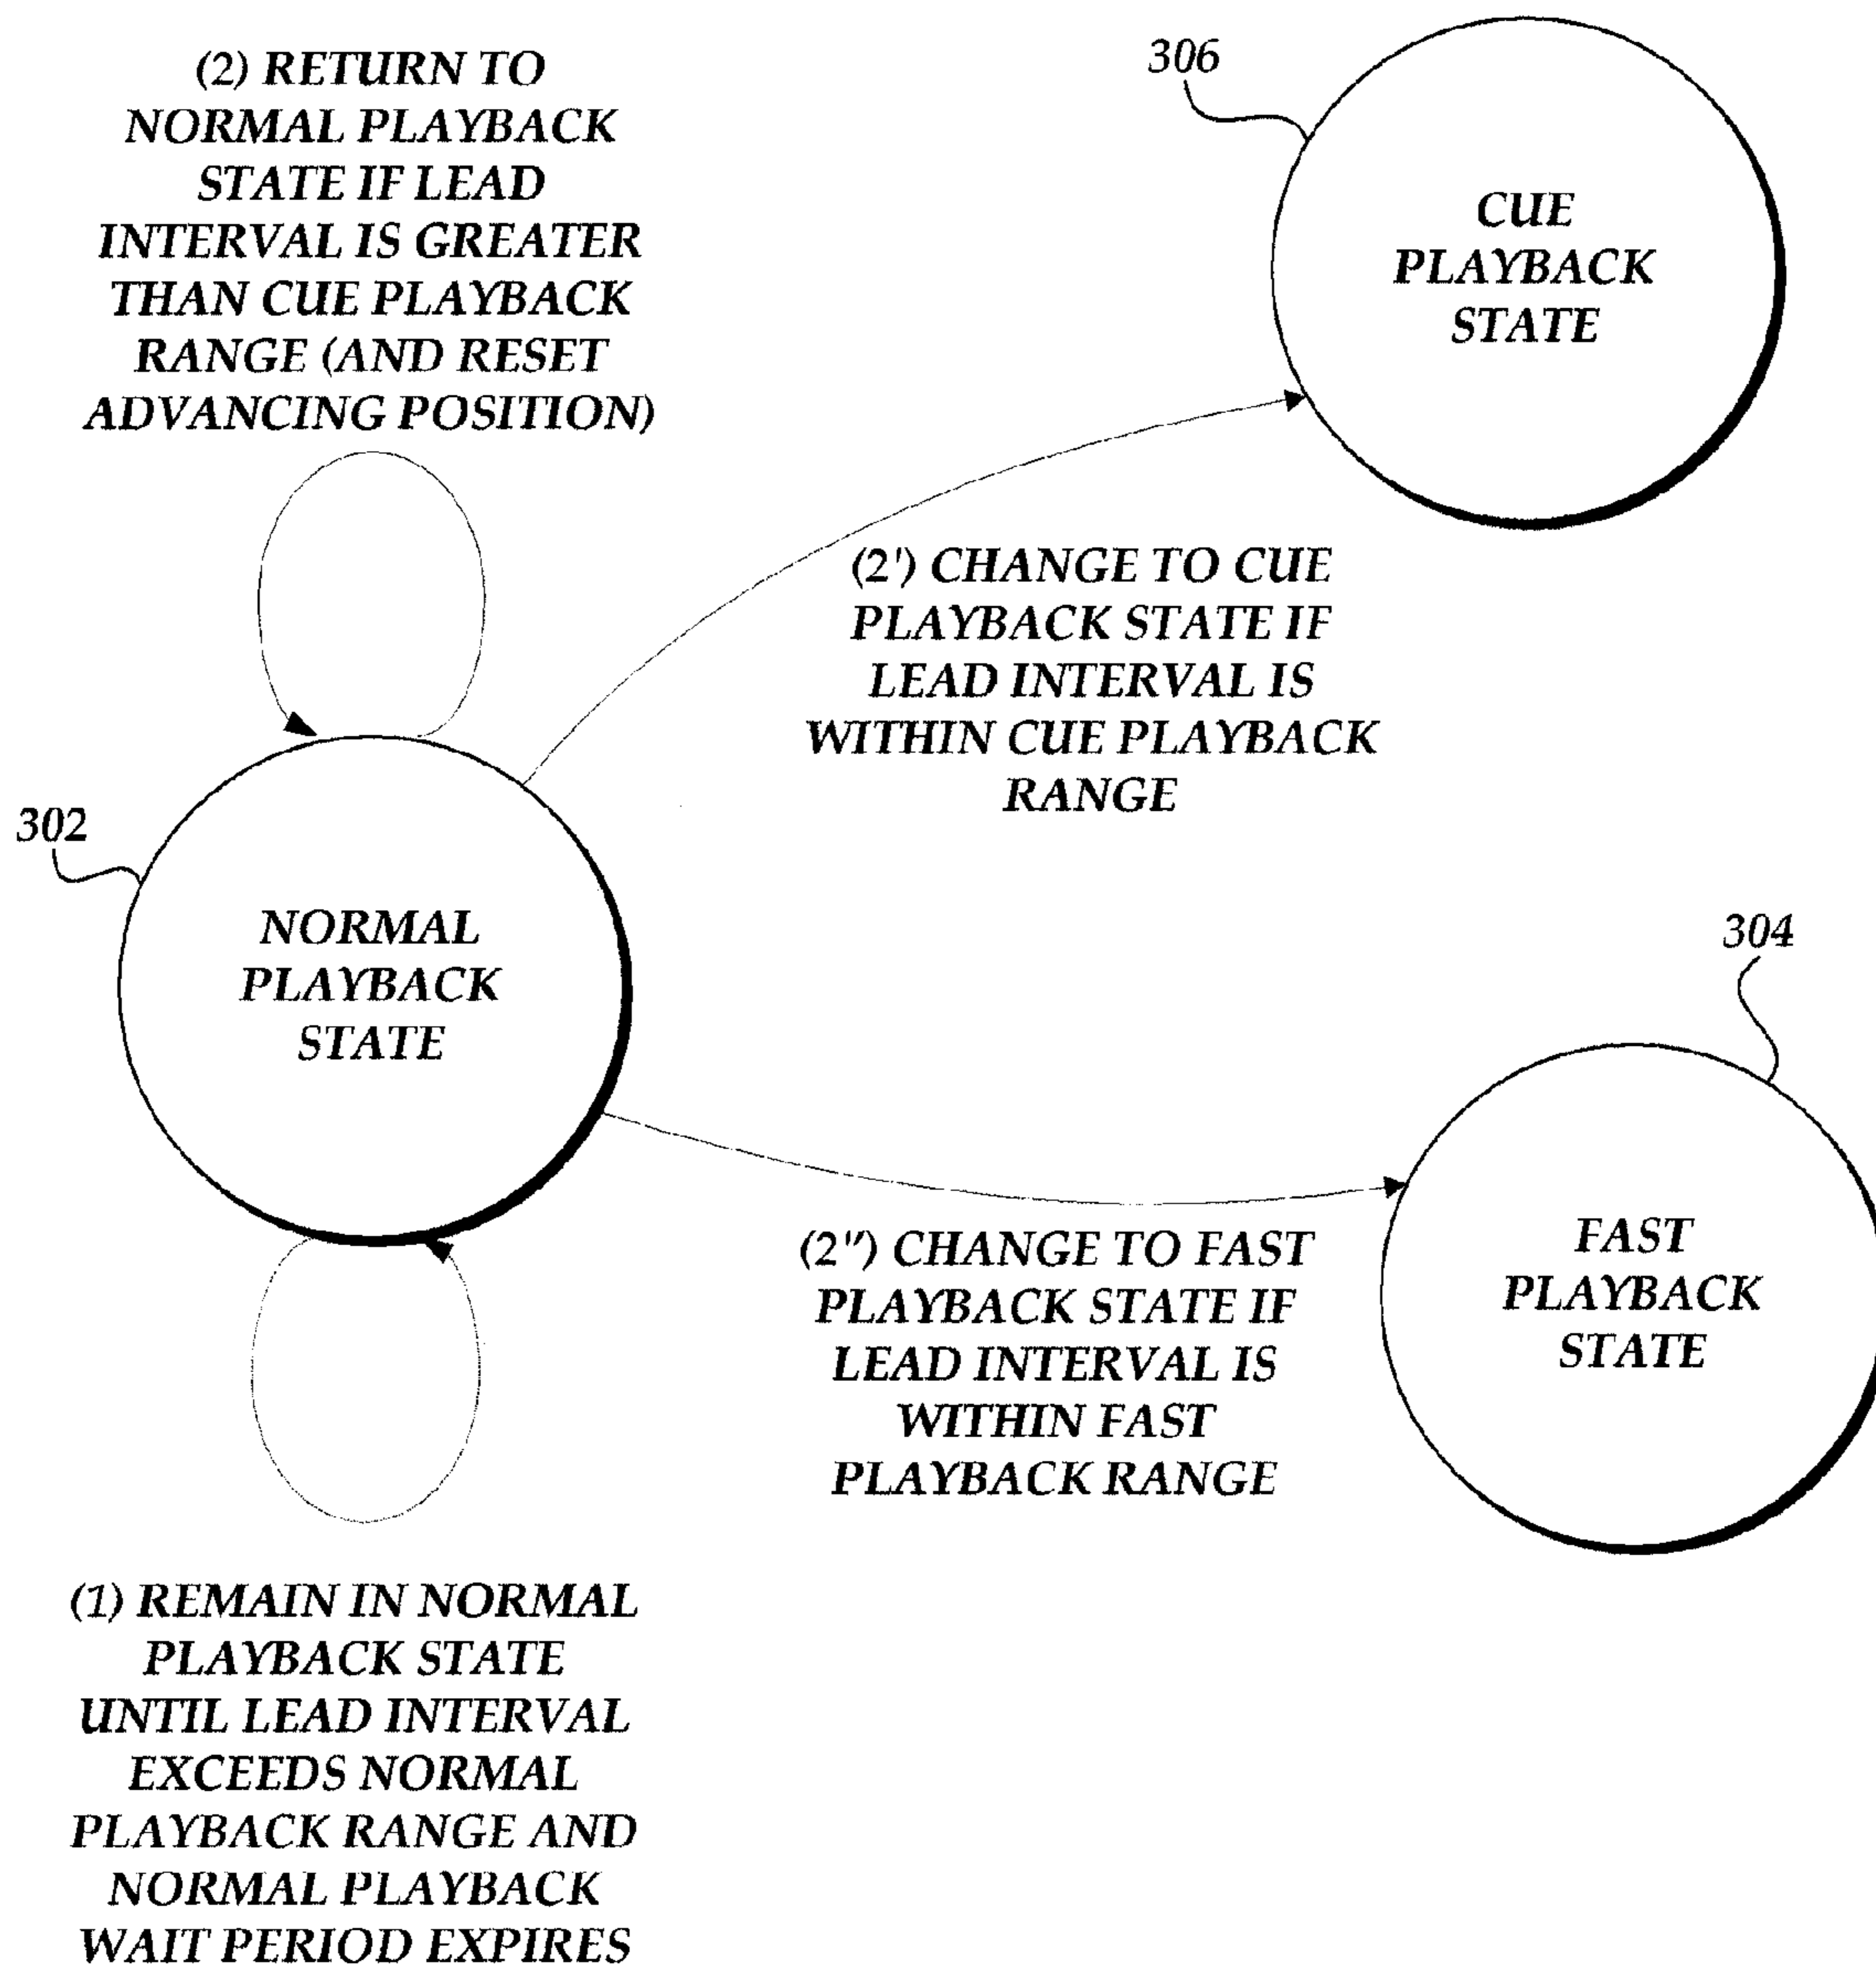 (2) RETURN TO
NORMAL PLAYBACK
STATE IF LEAD
INTERVAL IS GREATER
THAN CUE PLAYBACK
RANGE (AND RESET
ADVANCING POSITION)
306
CUE
PLAYBACK
STATE
(2') CHANGE TO CUE
PLAYBACK STATE IF
LEAD INTERVAL IS
WITHIN CUE PLAYBACK
RANGE
302
NORMAL
PLAYBACK
STATE
304
FAST
PLAYBACK
STATE
(2'') CHANGE TO FAST
PLAYBACK STATE IF
LEAD INTERVAL IS
WITHIN FAST
PLAYBACK RANGE
(1) REMAIN IN NORMAL
PLAYBACK STATE
UNTIL LEAD INTERVAL
EXCEEDS NORMAL
PLAYBACK RANGE AND
NORMAL PLAYBACK
WAIT PERIOD EXPIRES